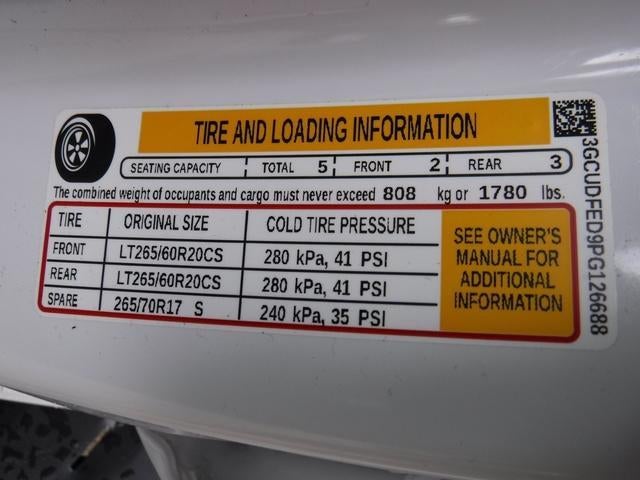 TIRE AND LOADING INFORMATION
SEATING CAPACITY TOTAL 5 FRONT 2 REAR 3
The combined weight of occupants and cargo must never exceed 808 kg or 1780 lbs.
TIRE ORIGINAL SIZE COLD TIRE PRESSURE
FRONT LT265/60R20CS 280 kPa, 41 PSI
REAR LT265/60R20CS 280 kPa, 41 PSI
SPARE 265/70R17 S 240 kPa, 35 PSI
SEE OWNER'S
MANUAL FOR
ADDITIONAL
INFORMATION
3GCUDFED9PG126688